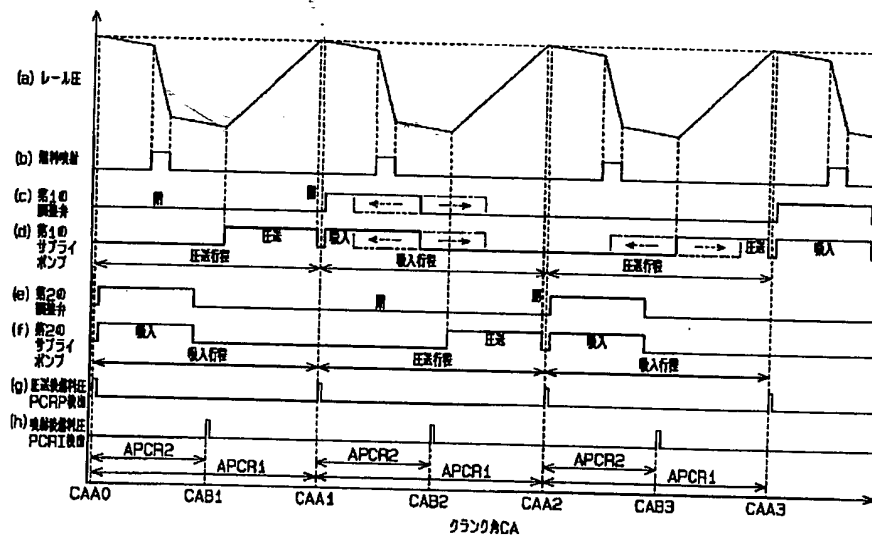 (a) レール圧
(b) 燃料噴射
(c) 第1の
調整弁
閉
開
(d) 第1の
サプライ
ポンプ
圧送
吸入
圧送
吸入
圧送行程
吸入行程
圧送行程
(e) 第2の
調整弁
閉
開
(f) 第2の
サプライ
ポンプ
吸入
圧送
吸入
吸入行程
圧送行程
吸入行程
(g) 圧送後燃料圧
PCRP検出
(h) 噴射後燃料圧
PCRI検出
APCR2
APCR2
APCR2
APCR1
APCR1
APCR1
CAA0
CAB1
CAA1
CAB2
CAA2
CAB3
CAA3
クランク角CA